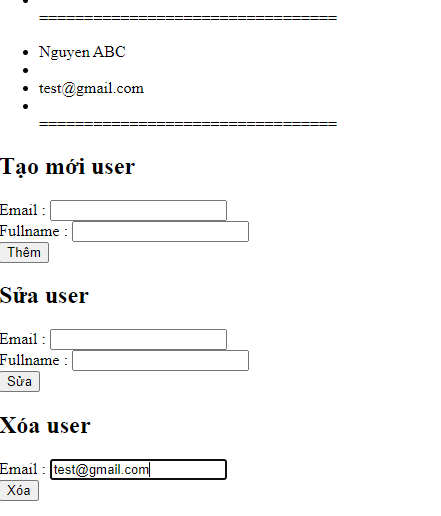 =================================
Nguyen ABC
test@gmail.com
=================================
Tạo mới user
Email :
Fullname :
Thêm
Sửa user
Email :
Fullname :
Sửa
Xóa user
Email : test@gmail.com
Xóa